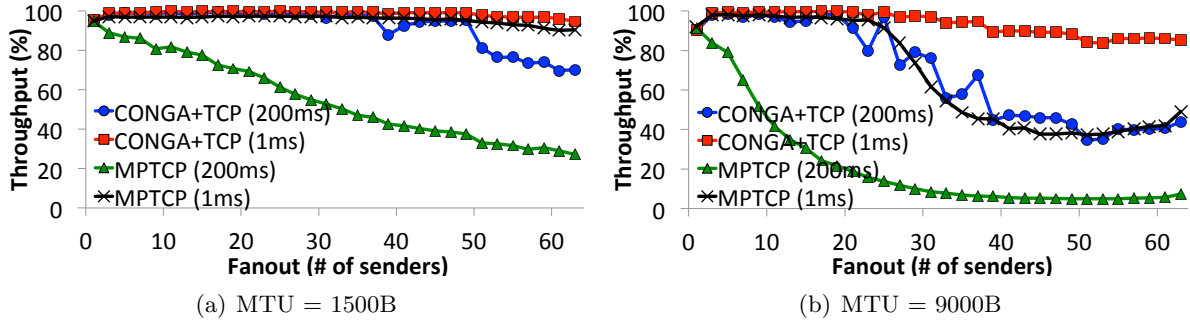 Throughput (%)
100
80
60
40
20
0
CONGA+TCP (200ms)
CONGA+TCP (1ms)
MPTCP (200ms)
MPTCP (1ms)
0 10 20 30 40 50 60
Fanout (# of senders)
(a) MTU = 1500B
Throughput (%)
100
80
60
40
20
0
CONGA+TCP (200ms)
CONGA+TCP (1ms)
MPTCP (200ms)
MPTCP (1ms)
0 10 20 30 40 50 60
Fanout (# of senders)
(b) MTU = 9000B